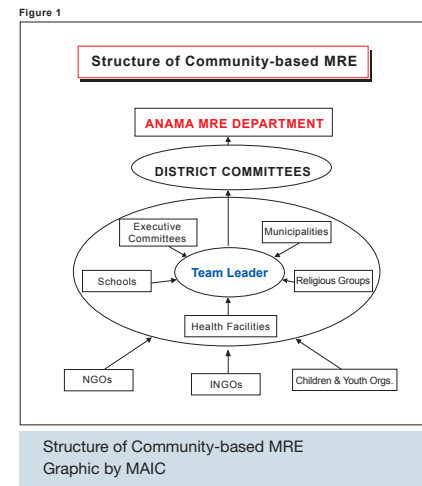 Figure 1
Structure of Community-based MRE
ANAMA MRE DEPARTMENT
DISTRICT COMMITTEES
Executive
Committees
Municipalities
Team Leader
Schools
Religious Groups
Health Facilities
NGOs
INGOs
Children & Youth Orgs.
Structure of Community-based MRE
Graphic by MAIC